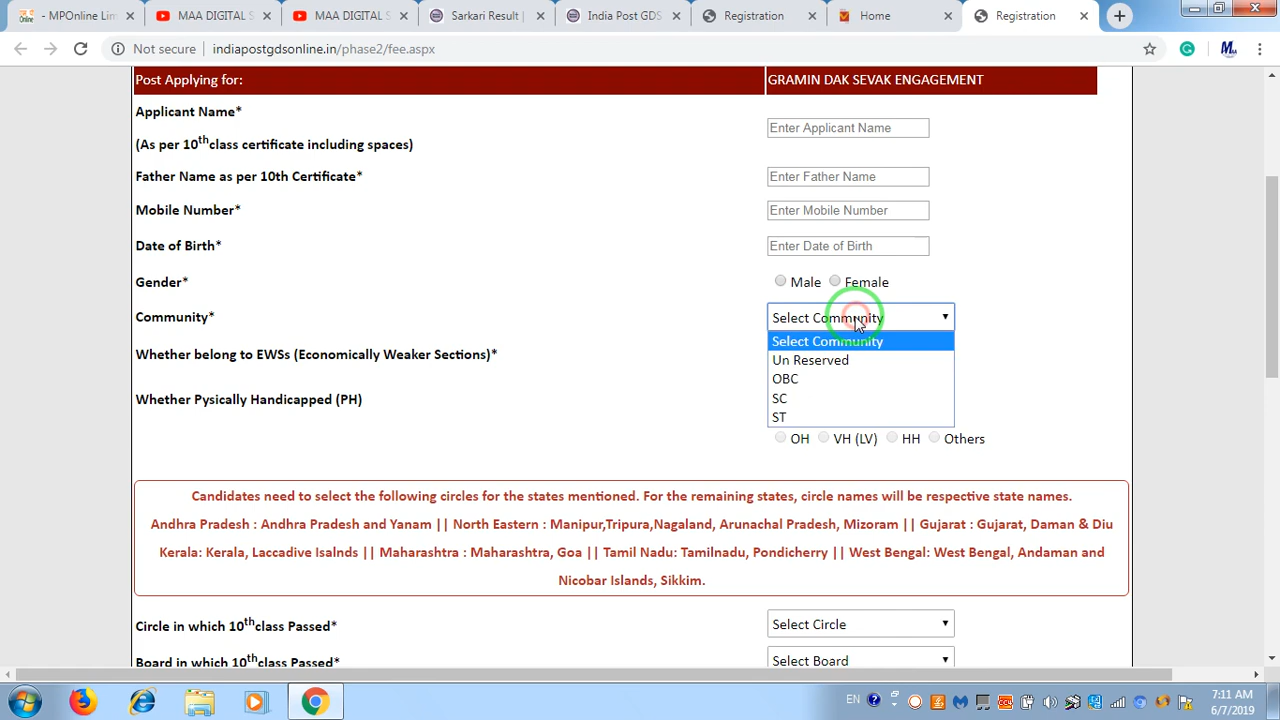 - MPOnline Lim
MAA DIGITAL S
MAA DIGITAL S
Sarkari Result |
India Post GDS
Registration
Home
Registration
Not secure | indiapostgdsonline.in/phase2/fee.aspx
Post Applying for: GRAMIN DAK SEVAK ENGAGEMENT
Applicant Name* Enter Applicant Name
(As per 10thclass certificate including spaces)
Father Name as per 10th Certificate* Enter Father Name
Mobile Number* Enter Mobile Number
Date of Birth* Enter Date of Birth
Gender* Male Female
Community* Select Community
Select Community
Whether belong to EWSs (Economically Weaker Sections)* Un Reserved
OBC
Whether Pysically Handicapped (PH) SC
ST
OH VH (LV) HH Others
Candidates need to select the following circles for the states mentioned. For the remaining states, circle names will be respective state names.
Andhra Pradesh : Andhra Pradesh and Yanam || North Eastern : Manipur,Tripura,Nagaland, Arunachal Pradesh, Mizoram || Gujarat : Gujarat, Daman & Diu
Kerala: Kerala, Laccadive Isalnds || Maharashtra : Maharashtra, Goa || Tamil Nadu: Tamilnadu, Pondicherry || West Bengal: West Bengal, Andaman and
Nicobar Islands, Sikkim.
Circle in which 10thclass Passed* Select Circle
Board in which 10thclass Passed* Select Board
EN
7:11 AM
6/7/2019